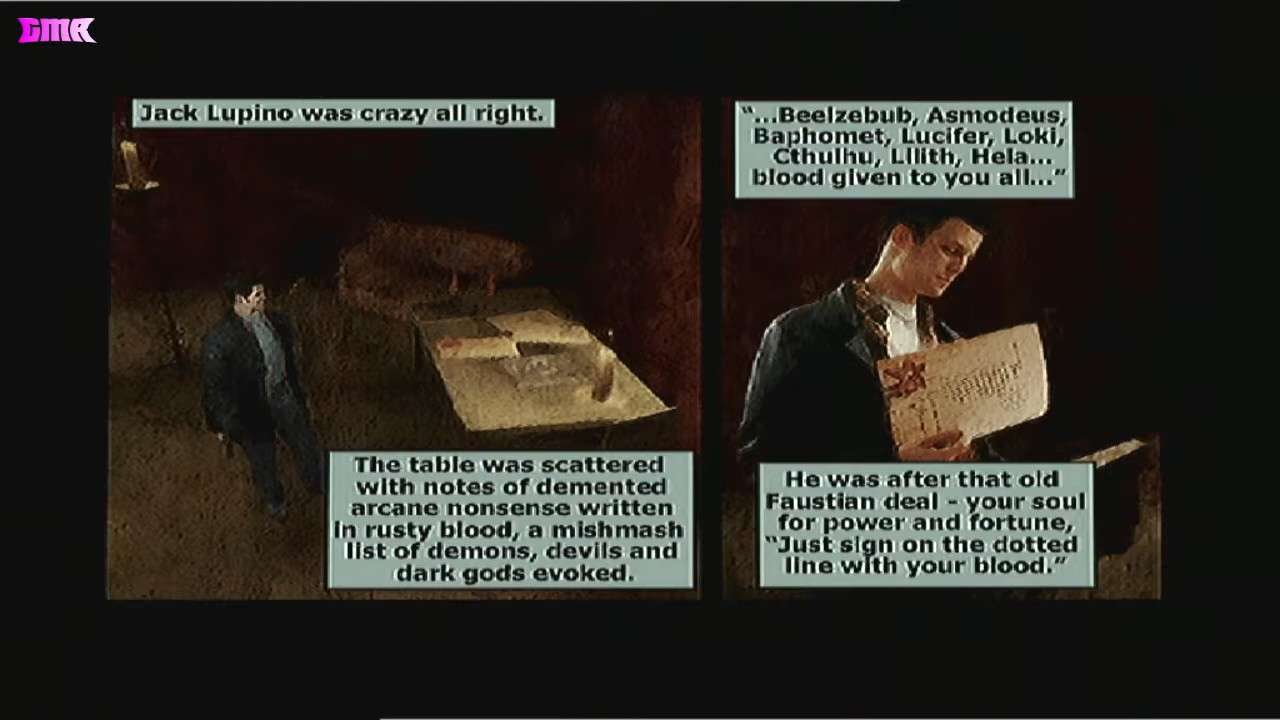 GMR
Jack Lupino was crazy all right.
The table was scattered
with notes of demented
arcane nonsense written
in rusty blood, a mishmash
list of demons, devils and
dark gods evoked.
“...Beelzebub, Asmodeus,
Baphomet, Lucifer, Loki,
Cthulhu, Lilith, Hela...
blood given to you all...”
He was after that old
Faustian deal - your soul
for power and fortune,
“Just sign on the dotted
line with your blood.”